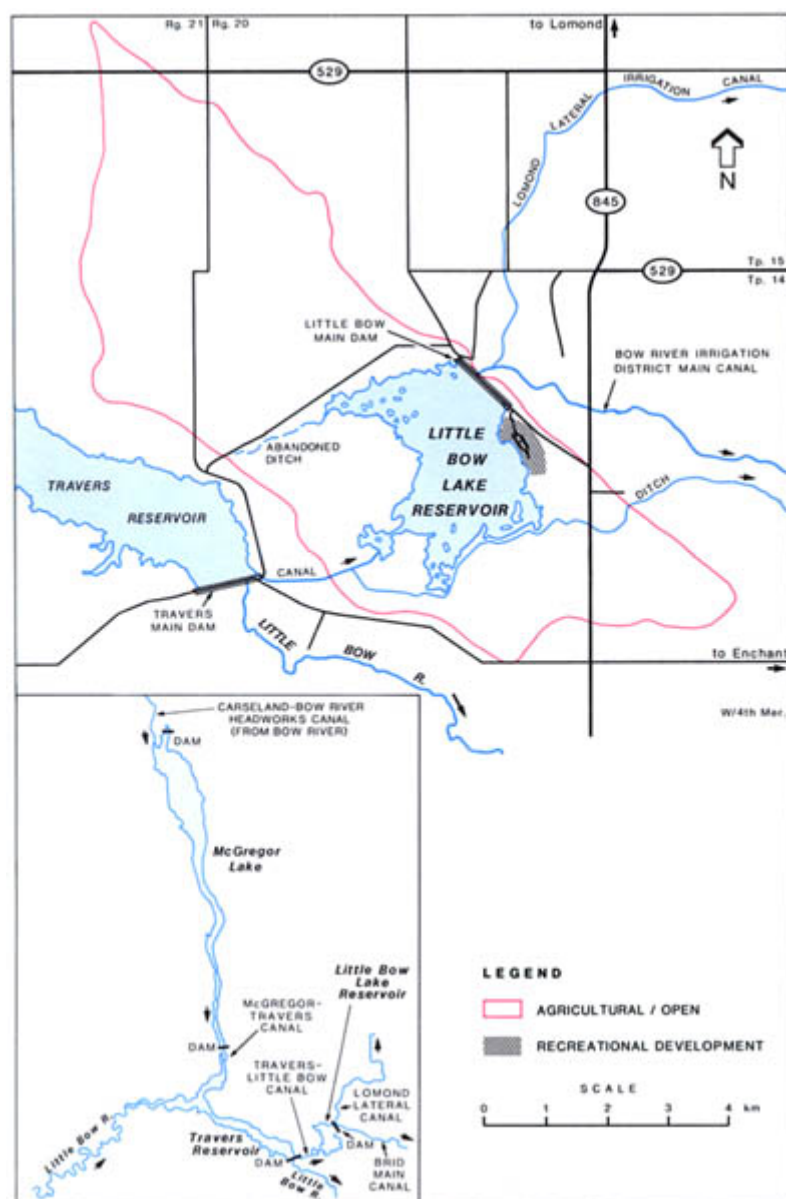 Rg. 21
Rg. 20
to Lomond
529
LOMOND LATERAL IRRIGATION CANAL
N
845
Tp. 15
529
Tp. 14
LITTLE BOW
MAIN DAM
BOW RIVER IRRIGATION
DISTRICT MAIN CANAL
ABANDONED
DITCH
LITTLE
BOW
LAKE
RESERVOIR
TRAVERS
RESERVOIR
DITCH
CANAL
TRAVERS
MAIN DAM
LITTLE BOW R.
to Enchant
W/4th Mer.
CARSELAND-BOW RIVER
HEADWORKS CANAL
(FROM BOW RIVER)
DAM
McGregor
Lake
Little Bow
Lake
Reservoir
McGREGOR-
TRAVERS
CANAL
DAM
TRAVERS-
LITTLE BOW
CANAL
LOMOND
LATERAL
CANAL
Little Bow R.
Travers
Reservoir
DAM
DAM
Little
Bow R.
BRID
MAIN
CANAL
LEGEND
AGRICULTURAL / OPEN
RECREATIONAL DEVELOPMENT
SCALE
0 1 2 3 4 km